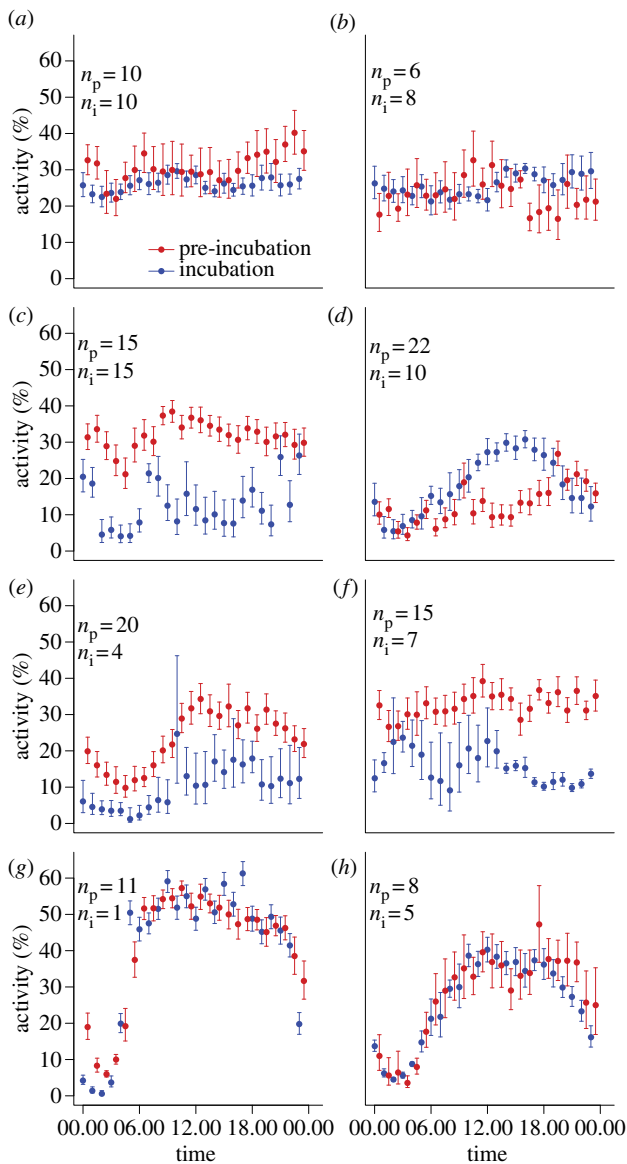 (a)
(b)
60
50
40
30
20
10
0
activity (%)
n_p = 10
n_i = 10
pre-incubation
incubation
n_p = 6
n_i = 8
(c)
(d)
60
50
40
30
20
10
0
activity (%)
n_p = 15
n_i = 15
n_p = 22
n_i = 10
(e)
(f)
60
50
40
30
20
10
0
activity (%)
n_p = 20
n_i = 4
n_p = 15
n_i = 7
(g)
(h)
60
50
40
30
20
10
0
activity (%)
n_p = 11
n_i = 1
n_p = 8
n_i = 5
00.00 06.00 12.00 18.00 00.00
time
00.00 06.00 12.00 18.00 00.00
time